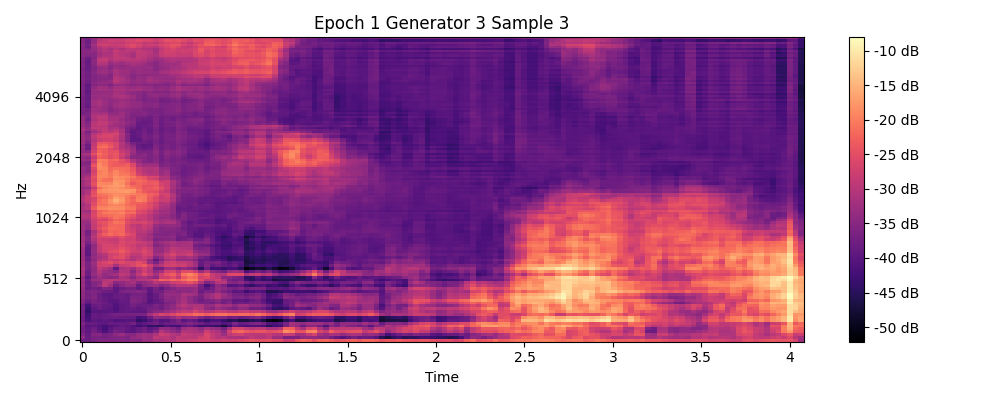 Epoch 1 Generator 3 Sample 3
Hz
4096
2048
1024
512
0
0
0.5
1
1.5
2
2.5
3
3.5
4
Time
-10 dB
-15 dB
-20 dB
-25 dB
-30 dB
-35 dB
-40 dB
-45 dB
-50 dB